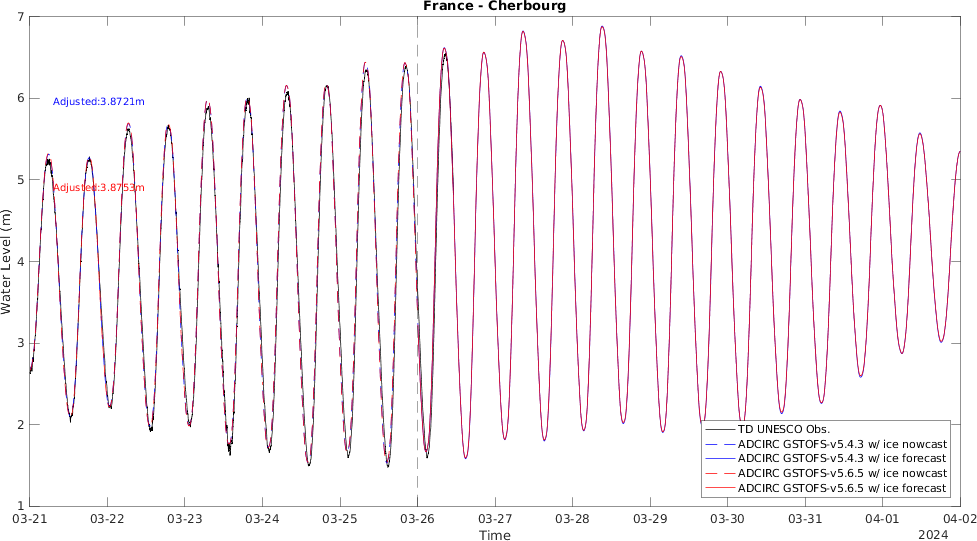 France - Cherbourg
7
6
5
4
3
2
1
Water Level (m)
Adjusted:3.8721m
Adjusted:3.8753m
TD UNESCO Obs.
ADCIRC GSTOFS-v5.4.3 w/ ice nowcast
ADCIRC GSTOFS-v5.4.3 w/ ice forecast
ADCIRC GSTOFS-v5.6.5 w/ ice nowcast
ADCIRC GSTOFS-v5.6.5 w/ ice forecast
03-21 03-22 03-23 03-24 03-25 03-26 03-27 03-28 03-29 03-30 03-31 04-01 04-02
Time
2024